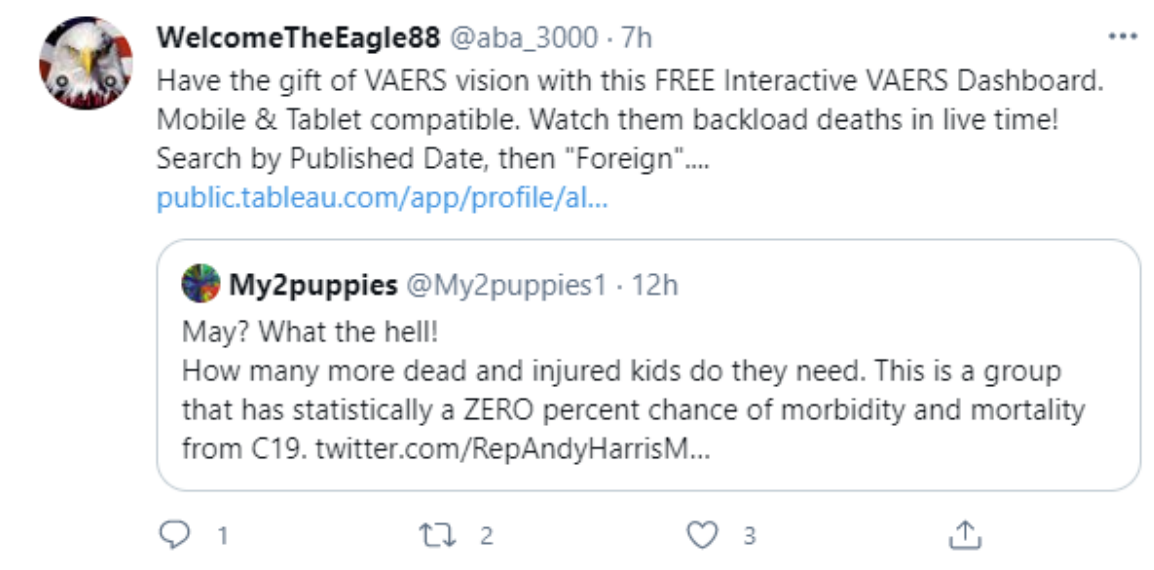 WelcomeTheEagle88 @aba_3000 · 7h
Have the gift of VAERS vision with this FREE Interactive VAERS Dashboard.
Mobile & Tablet compatible. Watch them backload deaths in live time!
Search by Published Date, then "Foreign"....
public.tableau.com/app/profile/al...
My2puppies @My2puppies1 · 12h
May? What the hell!
How many more dead and injured kids do they need. This is a group
that has statistically a ZERO percent chance of morbidity and mortality
from C19. twitter.com/RepAndyHarrisM...
1 2 3